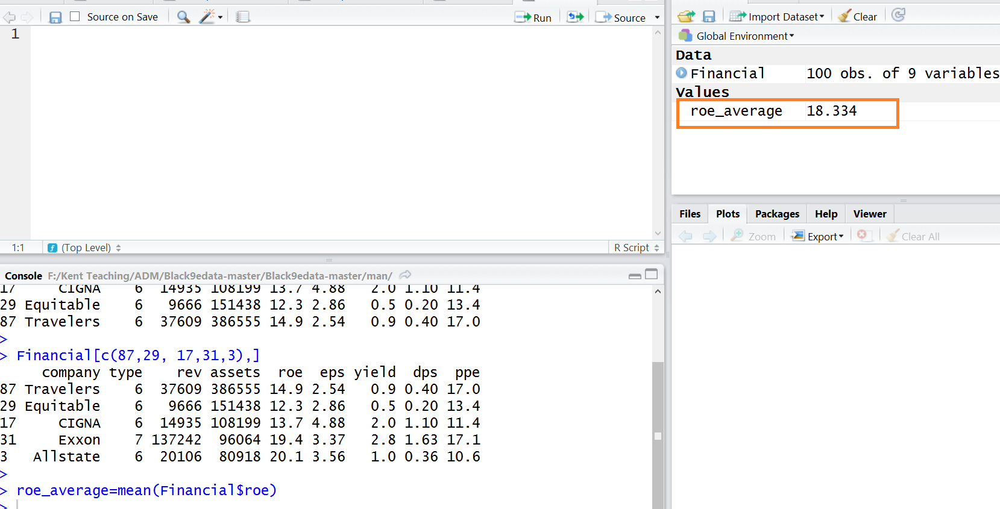 Source on Save Run Source
1
1:1 (Top Level) R Script
Console F:/Kent Teaching/ADM/Black9edata-master/Black9edata-master/man/
17 CIGNA 6 14935 108199 13.7 4.88 2.0 1.10 11.4
29 Equitable 6 9666 151438 12.3 2.86 0.5 0.20 13.4
87 Travelers 6 37609 386555 14.9 2.54 0.9 0.40 17.0
>
> Financial[c(87,29, 17,31,3),]
company type rev assets roe eps yield dps ppe
87 Travelers 6 37609 386555 14.9 2.54 0.9 0.40 17.0
29 Equitable 6 9666 151438 12.3 2.86 0.5 0.20 13.4
17 CIGNA 6 14935 108199 13.7 4.88 2.0 1.10 11.4
31 Exxon 7 137242 96064 19.4 3.37 2.8 1.63 17.1
3 Allstate 6 20106 80918 20.1 3.56 1.0 0.36 10.6
>
> roe_average=mean(Financial$roe)
>
Import Dataset Clear
Global Environment
Data
Financial 100 obs. of 9 variables
Values
roe_average 18.334
Files Plots Packages Help Viewer
Zoom Export Clear All